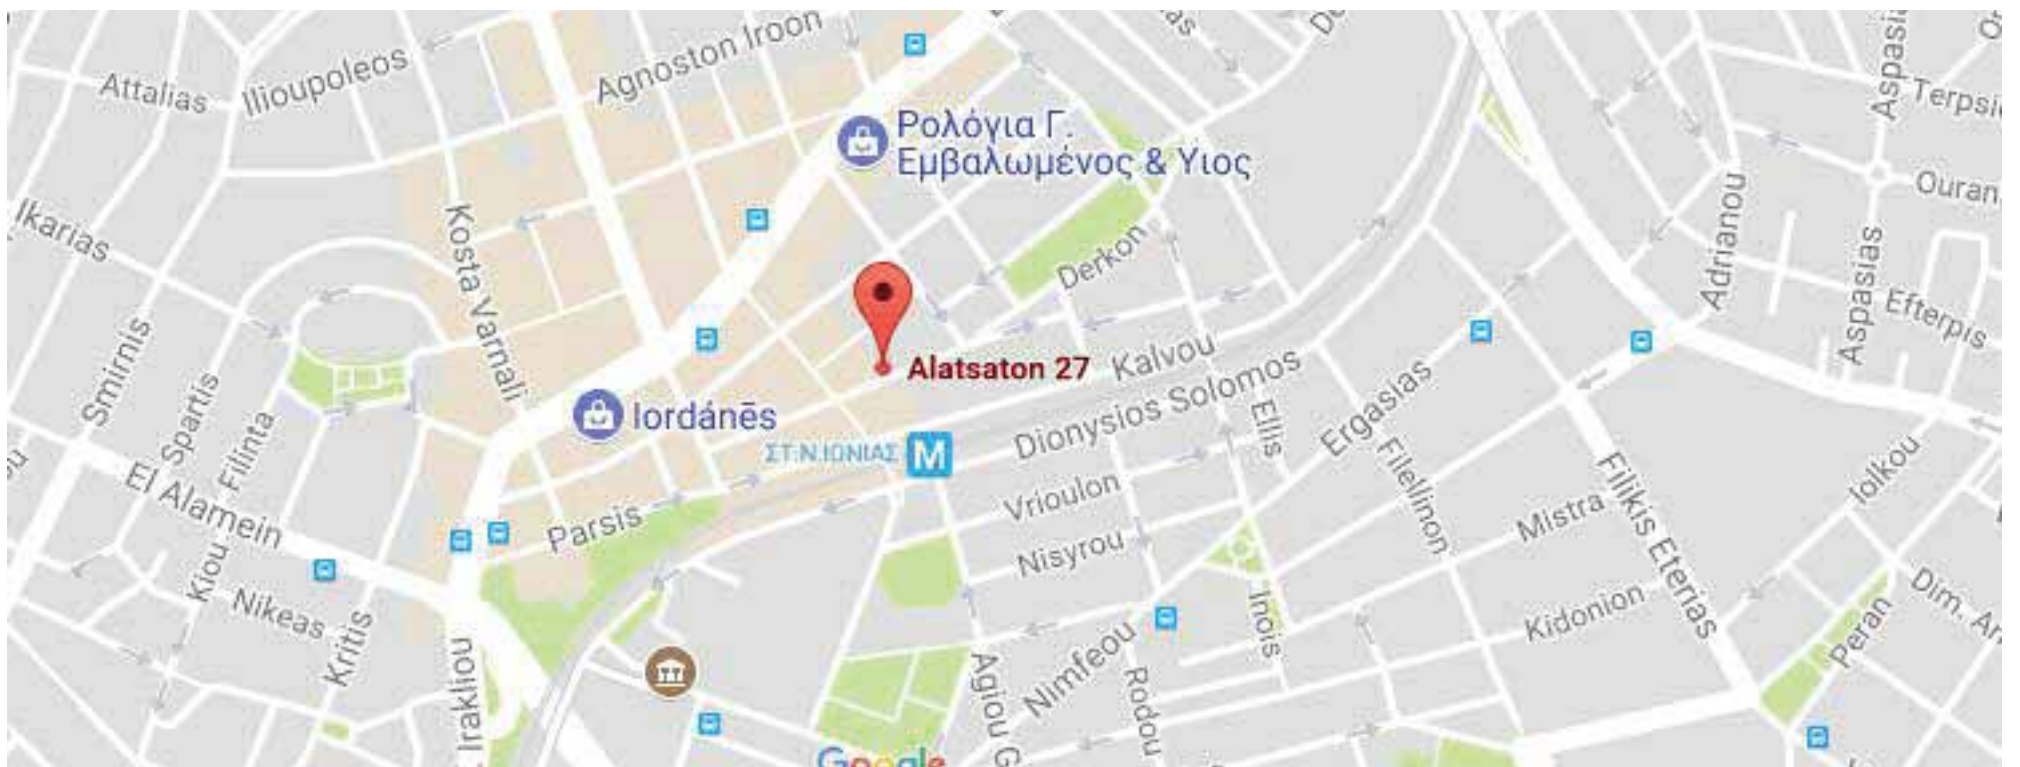 Agnoston Iroon
Ilioupoleos
Attalias
Aspasia
Terpsi
Ρολόγια Γ.
Εμβαλωμένος & Υιος
Ouran
Adrianou
Ikarias
Kosta Varnali
Derkon
Aspasias
Efterpis
Smirnis
Alatsaton 27
Kalvou
Spartis
Iordánēs
Dionysios Solomos
Ellis
Ergasias
Filinta
ΣΤ.Ν.ΙΩΝΙΑΣ
M
Filellinon
Iolkou
El Alamein
Vrioulon
Filikis Eterias
Mistra
Parsis
Nisyrou
Kiou
Nikeas
Kritis
Inois
Kidonion
Dim. An
Peran
Irakliou
Nimfeou
Agiou G
Rodou
Google